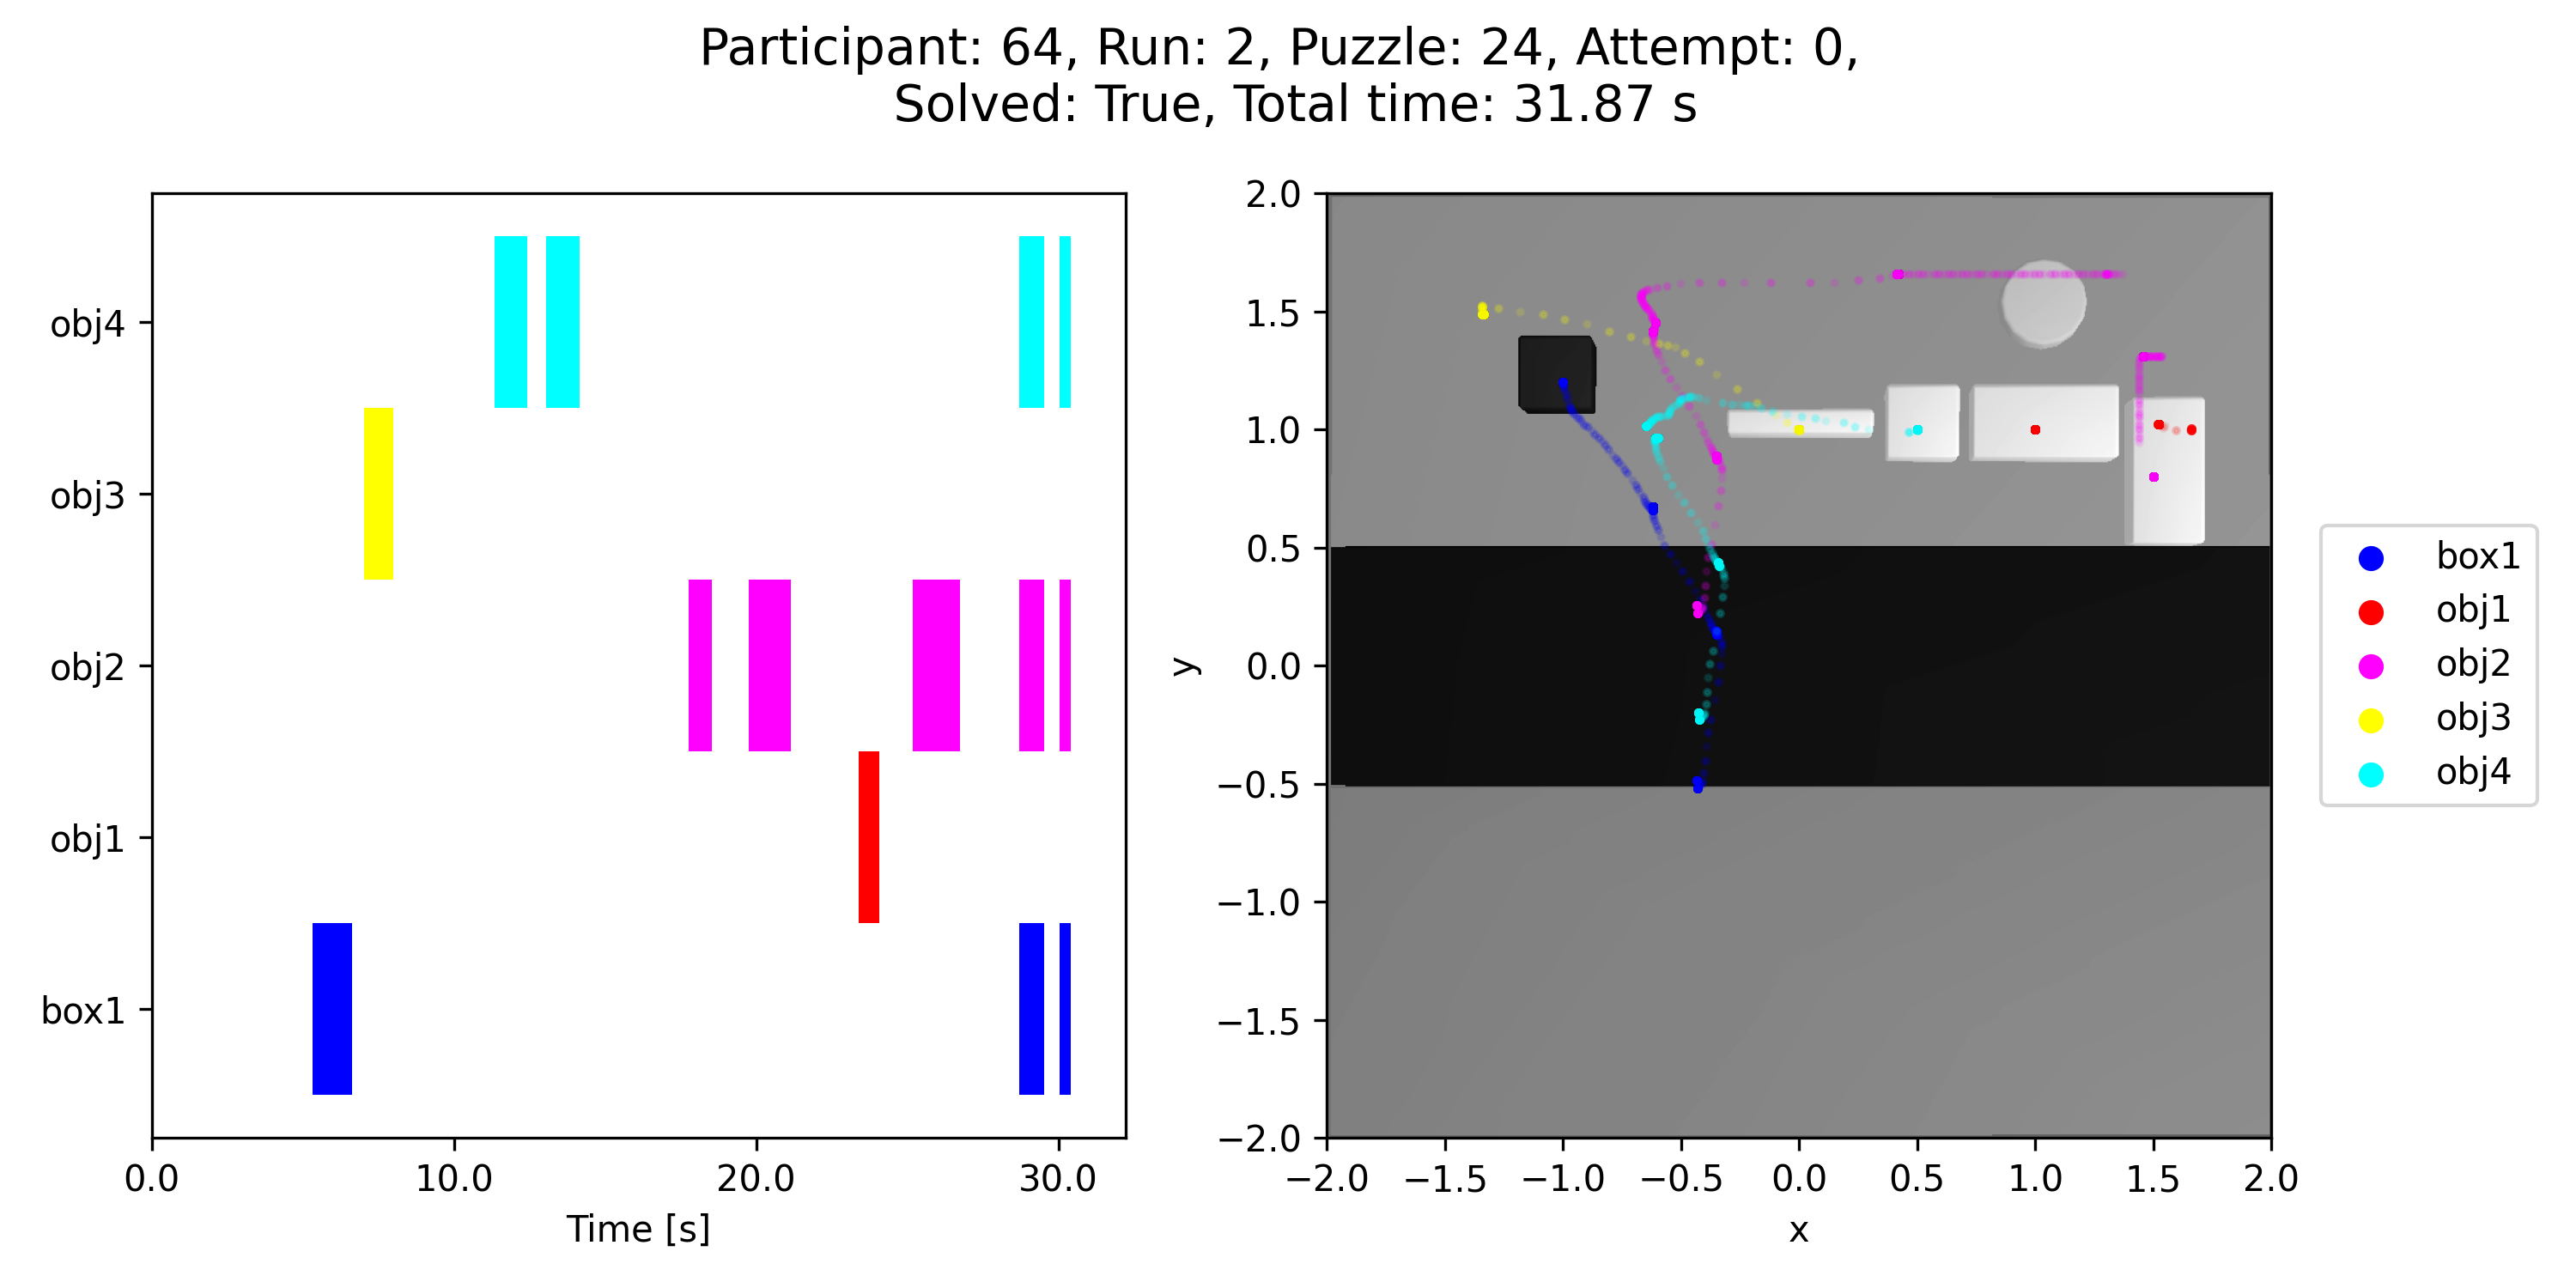 Participant: 64, Run: 2, Puzzle: 24, Attempt: 0,
Solved: True, Total time: 31.87 s
obj4
obj3
obj2
obj1
box1
0.0 10.0 20.0 30.0
Time [s]
2.0
1.5
1.0
0.5
0.0
−0.5
−1.0
−1.5
−2.0
y
−2.0 −1.5 −1.0 −0.5 0.0 0.5 1.0 1.5 2.0
x
box1
obj1
obj2
obj3
obj4